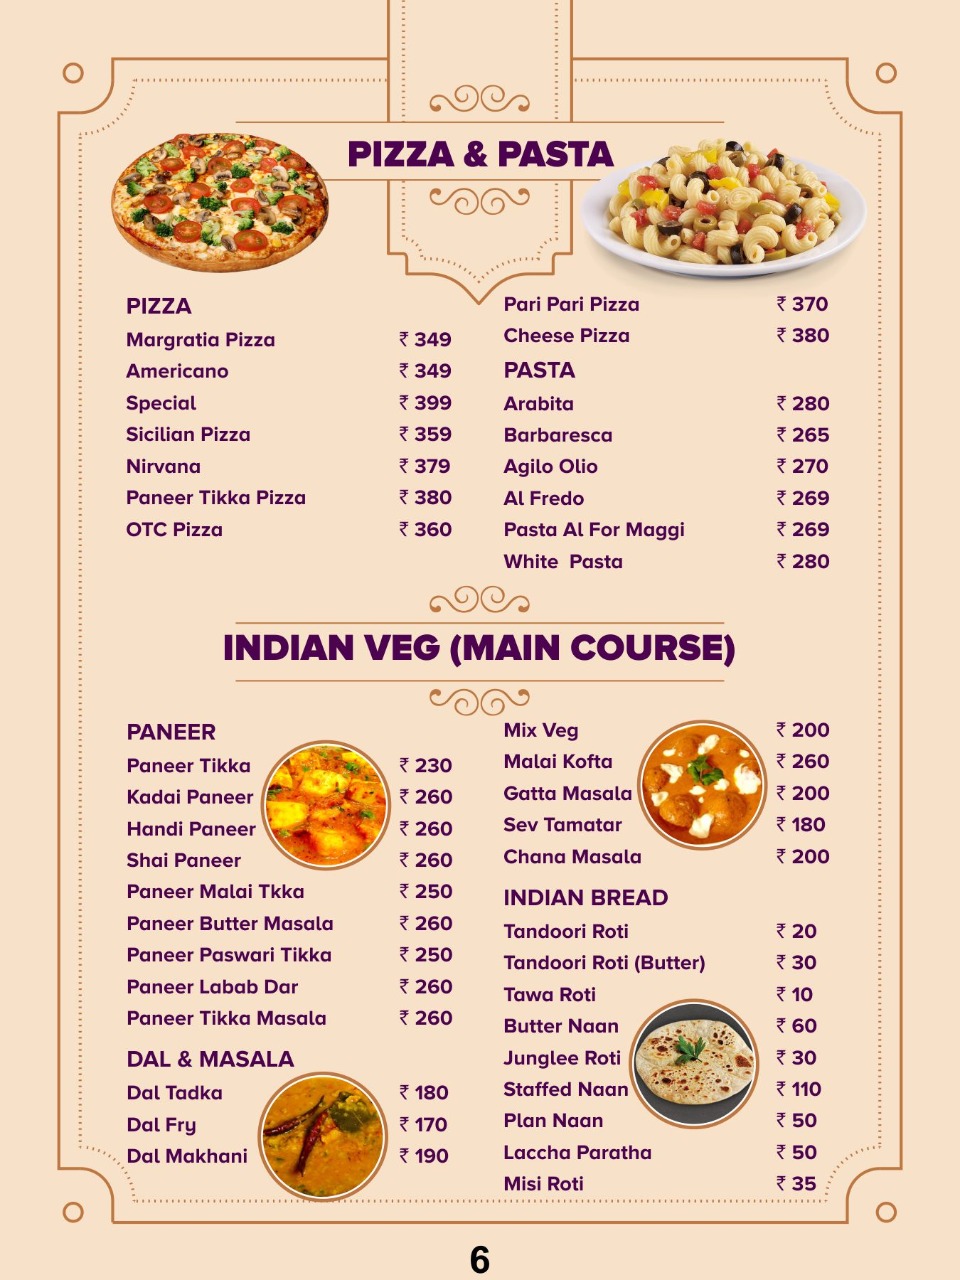 PIZZA & PASTA
PIZZA
Margratia Pizza ₹ 349
Americano ₹ 349
Special ₹ 399
Sicilian Pizza ₹ 359
Nirvana ₹ 379
Paneer Tikka Pizza ₹ 380
OTC Pizza ₹ 360
Pari Pari Pizza ₹ 370
Cheese Pizza ₹ 380
PASTA
Arabita ₹ 280
Barbaresca ₹ 265
Agilo Olio ₹ 270
Al Fredo ₹ 269
Pasta Al For Maggi ₹ 269
White Pasta ₹ 280
INDIAN VEG (MAIN COURSE)
PANEER
Paneer Tikka ₹ 230
Kadai Paneer ₹ 260
Handi Paneer ₹ 260
Shai Paneer ₹ 260
Paneer Malai Tkka ₹ 250
Paneer Butter Masala ₹ 260
Paneer Paswari Tikka ₹ 250
Paneer Labab Dar ₹ 260
Paneer Tikka Masala ₹ 260
DAL & MASALA
Dal Tadka ₹ 180
Dal Fry ₹ 170
Dal Makhani ₹ 190
Mix Veg ₹ 200
Malai Kofta ₹ 260
Gatta Masala ₹ 200
Sev Tamatar ₹ 180
Chana Masala ₹ 200
INDIAN BREAD
Tandoori Roti ₹ 20
Tandoori Roti (Butter) ₹ 30
Tawa Roti ₹ 10
Butter Naan ₹ 60
Junglee Roti ₹ 30
Staffed Naan ₹ 110
Plan Naan ₹ 50
Laccha Paratha ₹ 50
Misi Roti ₹ 35
6